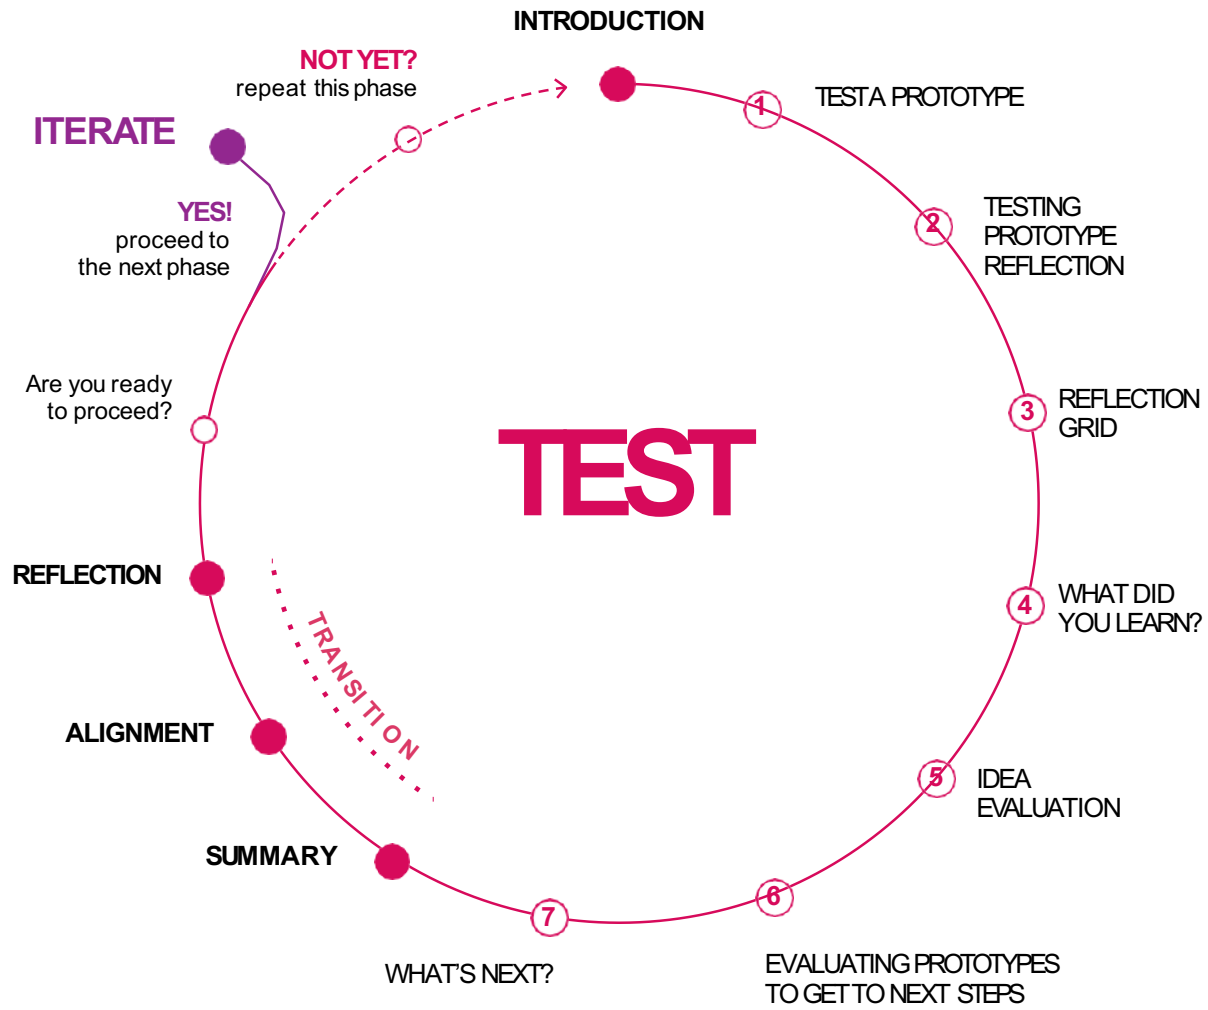 INTRODUCTION
NOT YET?
repeat this phase
ITERATE
YES!
proceed to
the next phase
Are you ready
to proceed?
1
TEST A PROTOTYPE
2
TESTING
PROTOTYPE
REFLECTION
3
REFLECTION
GRID
TEST
4
WHAT DID
YOU LEARN?
5
IDEA
EVALUATION
6
EVALUATING PROTOTYPES
TO GET TO NEXT STEPS
7
WHAT'S NEXT?
SUMMARY
ALIGNMENT
REFLECTION
TRANSITION